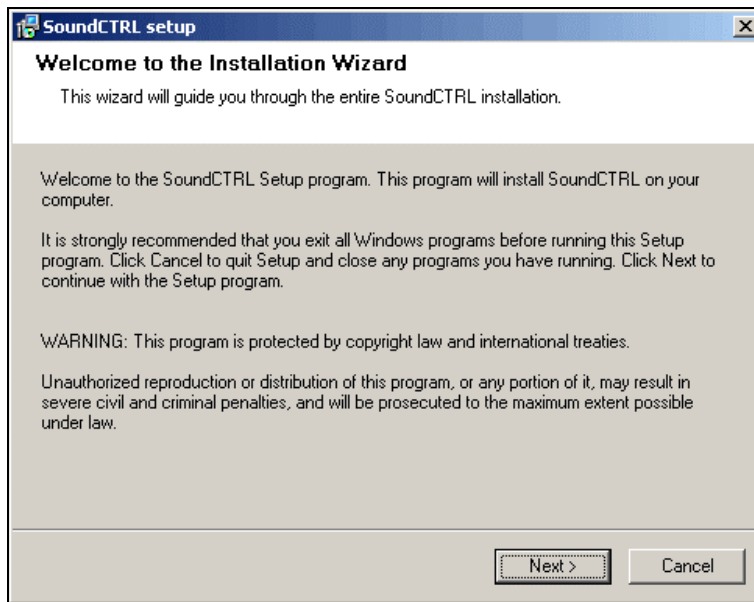 SoundCTRL setup
Welcome to the Installation Wizard
This wizard will guide you through the entire SoundCTRL installation.
Welcome to the SoundCTRL Setup program. This program will install SoundCTRL on your
computer.
It is strongly recommended that you exit all Windows programs before running this Setup
program. Click Cancel to quit Setup and close any programs you have running. Click Next to
continue with the Setup program.
WARNING: This program is protected by copyright law and international treaties.
Unauthorized reproduction or distribution of this program, or any portion of it, may result in
severe civil and criminal penalties, and will be prosecuted to the maximum extent possible
under law.
Next > Cancel